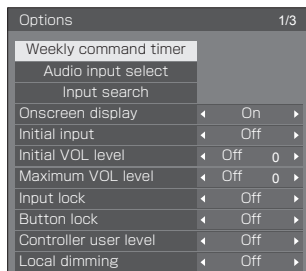 Options 1/3
Weekly command timer
Audio input select
Input search
Onscreen display On
Initial input Off
Initial VOL level Off 0
Maximum VOL level Off 0
Input lock Off
Button lock Off
Controller user level Off
Local dimming Off